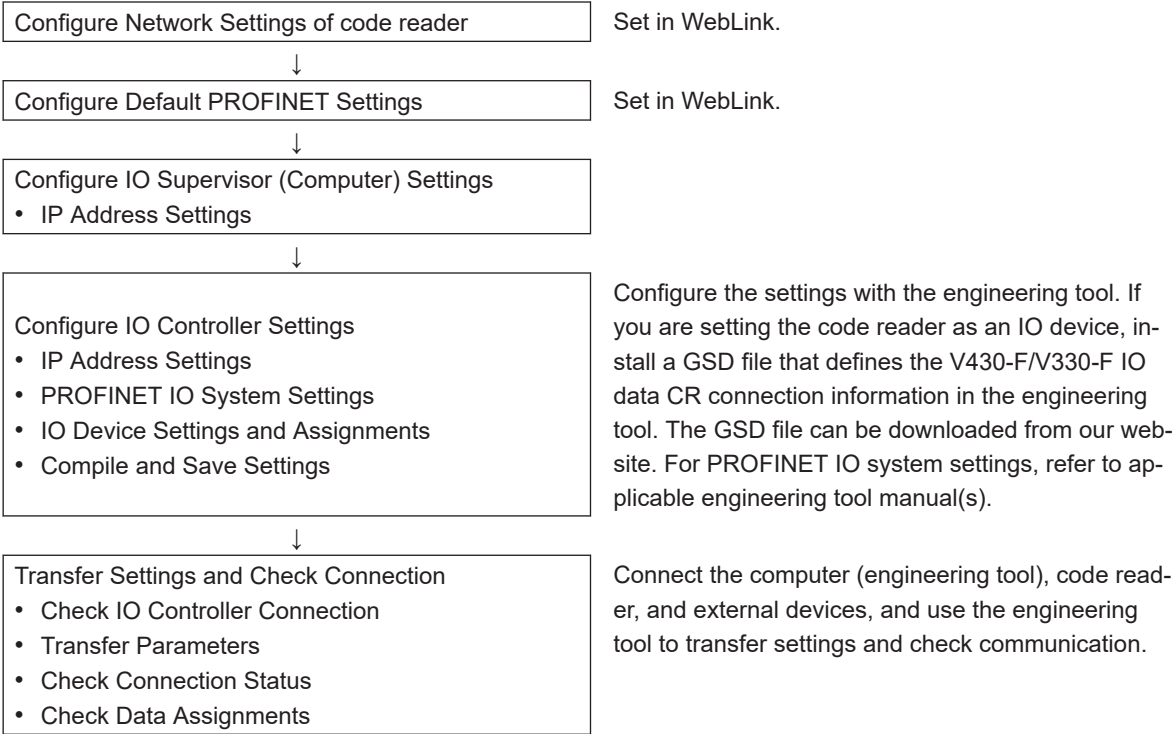 Configure Network Settings of code reader
Set in WebLink.
↓
Configure Default PROFINET Settings
Set in WebLink.
↓
Configure IO Supervisor (Computer) Settings
• IP Address Settings
↓
Configure IO Controller Settings
• IP Address Settings
• PROFINET IO System Settings
• IO Device Settings and Assignments
• Compile and Save Settings
Configure the settings with the engineering tool. If
you are setting the code reader as an IO device, in-
stall a GSD file that defines the V430-F/V330-F IO
data CR connection information in the engineering
tool. The GSD file can be downloaded from our web-
site. For PROFINET IO system settings, refer to ap-
plicable engineering tool manual(s).
↓
Transfer Settings and Check Connection
• Check IO Controller Connection
• Transfer Parameters
• Check Connection Status
• Check Data Assignments
Connect the computer (engineering tool), code read-
er, and external devices, and use the engineering
tool to transfer settings and check communication.